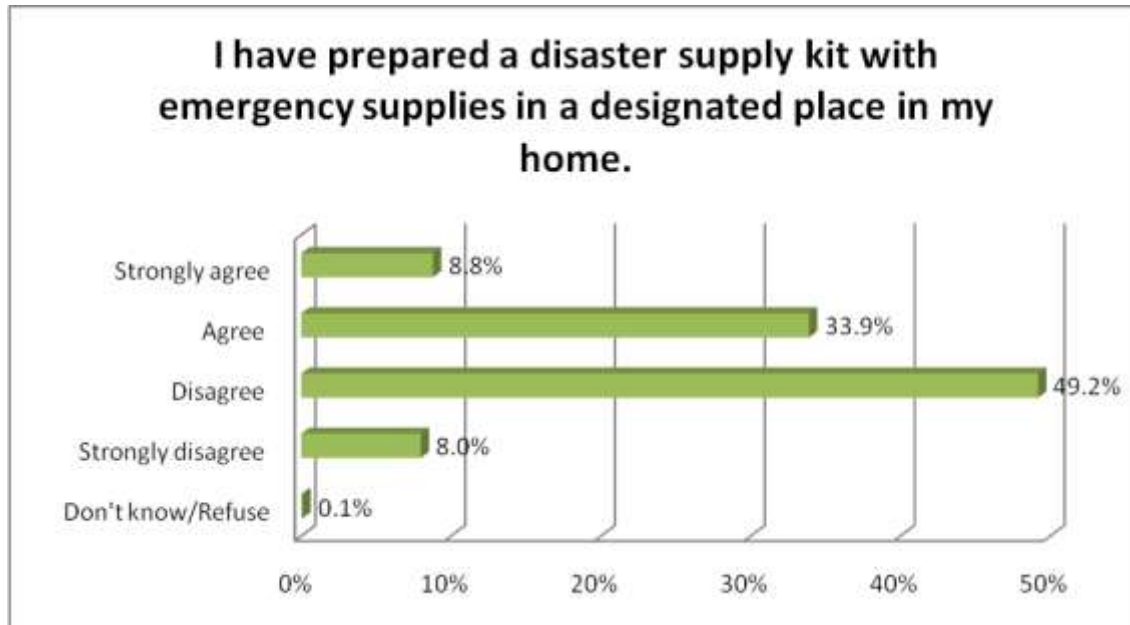 I have prepared a disaster supply kit with
emergency supplies in a designated place in my
home.
Strongly agree 8.8%
Agree 33.9%
Disagree 49.2%
Strongly disagree 8.0%
Don't know/Refuse 0.1%
0% 10% 20% 30% 40% 50%